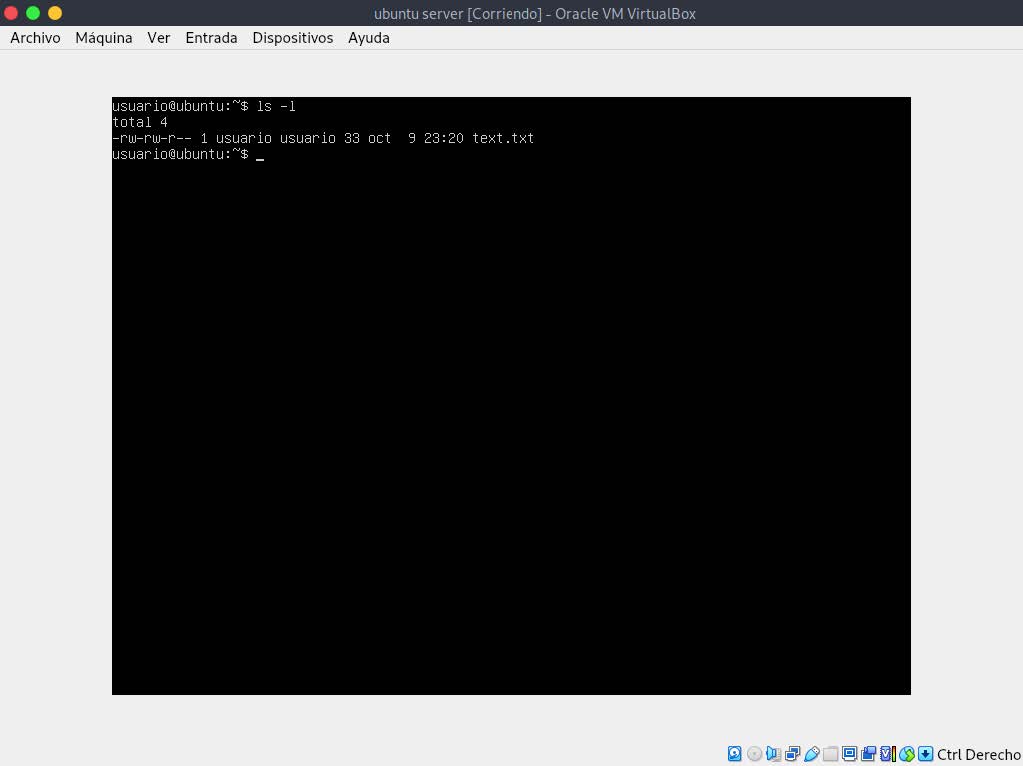 ubuntu server [Corriendo] - Oracle VM VirtualBox
Archivo Máquina Ver Entrada Dispositivos Ayuda
usuario@ubuntu:~$ ls -l
total 4
-rw-rw-r-- 1 usuario usuario 33 oct  9 23:20 text.txt
usuario@ubuntu:~$ _
Ctrl Derecho